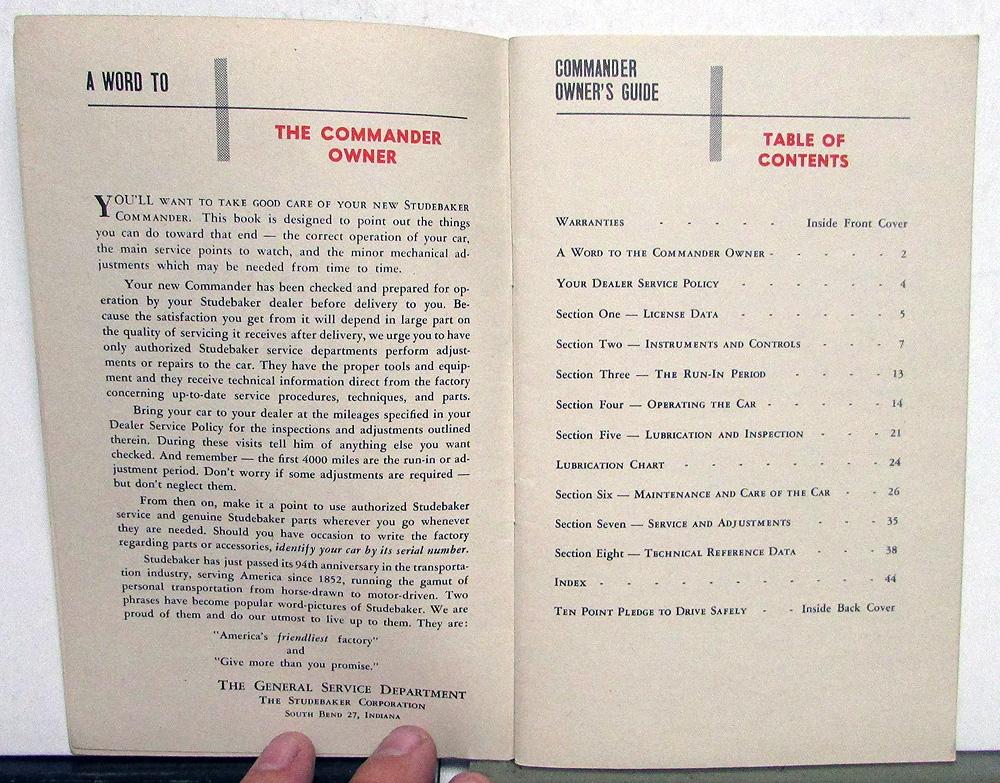 A WORD TO
THE COMMANDER
OWNER
YOU'LL WANT TO TAKE GOOD CARE OF YOUR NEW STUDEBAKER
COMMANDER. This book is designed to point out the things
you can do toward that end — the correct operation of your car,
the main service points to watch, and the minor mechanical ad-
justments which may be needed from time to time.
Your new Commander has been checked and prepared for op-
eration by your Studebaker dealer before delivery to you. Be-
cause the satisfaction you get from it will depend in large part on
the quality of servicing it receives after delivery, we urge you to have
only authorized Studebaker service departments perform adjust-
ments or repairs to the car. They have the proper tools and equip-
ment and they receive technical information direct from the factory
concerning up-to-date service procedures, techniques, and parts.
Bring your car to your dealer at the mileages specified in your
Dealer Service Policy for the inspections and adjustments outlined
therein. During these visits tell him of anything else you want
checked. And remember — the first 4000 miles are the run-in or ad-
justment period. Don't worry if some adjustments are required —
but don't neglect them.
From then on, make it a point to use authorized Studebaker
service and genuine Studebaker parts wherever you go whenever
they are needed. Should you have occasion to write the factory
regarding parts or accessories, identify your car by its serial number.
Studebaker has just passed its 94th anniversary in the transporta-
tion industry, serving America since 1852, running the gamut of
personal transportation from horse-drawn to motor-driven. Two
phrases have become popular word-pictures of Studebaker. We are
proud of them and do our utmost to live up to them. They are:
"America's friendliest factory"
and
"Give more than you promise."
THE GENERAL SERVICE DEPARTMENT
THE STUDEBAKER CORPORATION
SOUTH BEND 27, INDIANA
COMMANDER
OWNER'S GUIDE
TABLE OF
CONTENTS
WARRANTIES - - - - - Inside Front Cover
A WORD TO THE COMMANDER OWNER - - - - - 2
YOUR DEALER SERVICE POLICY - - - - - - 4
Section One — LICENSE DATA - - - - - - 5
Section Two — INSTRUMENTS AND CONTROLS - - - 7
Section Three — THE RUN-IN PERIOD - - - - 13
Section Four — OPERATING THE CAR - - - - - 14
Section Five — LUBRICATION AND INSPECTION - - - 21
LUBRICATION CHART - - - - - - - - 24
Section Six — MAINTENANCE AND CARE OF THE CAR - - 26
Section Seven — SERVICE AND ADJUSTMENTS - - - 35
Section Eight — TECHNICAL REFERENCE DATA - - - 38
INDEX - - - - - - - - - - - 44
TEN POINT PLEDGE TO DRIVE SAFELY - - Inside Back Cover